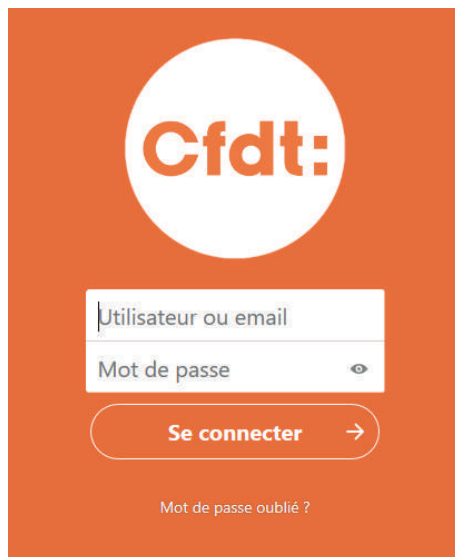 Cfdt:
Utilisateur ou email
Mot de passe
Se connecter
Mot de passe oublié ?